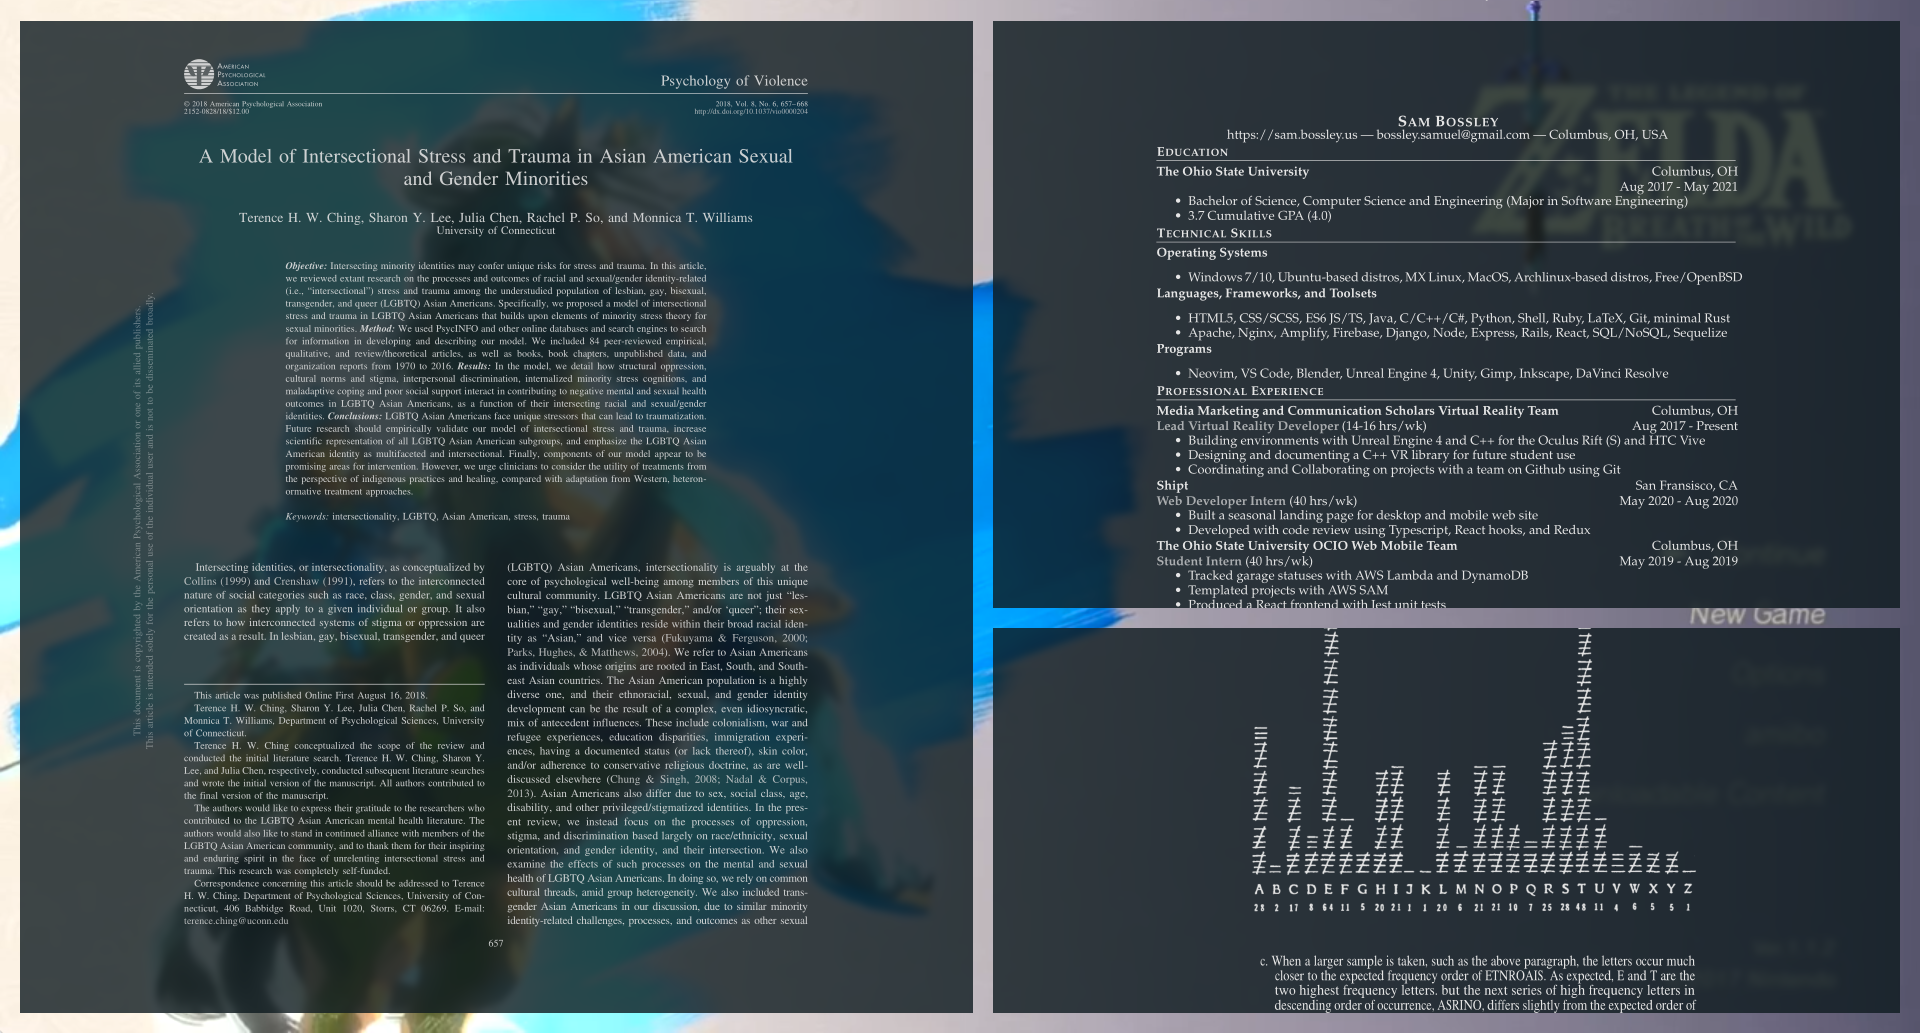 AMERICAN
PSYCHOLOGICAL
ASSOCIATION
Psychology of Violence
© 2018 American Psychological Association
2152-0828/18/$12.00
2018, Vol. 8, No. 6, 657–668
http://dx.doi.org/10.1037/vio0000204
A Model of Intersectional Stress and Trauma in Asian American Sexual
and Gender Minorities
Terence H. W. Ching, Sharon Y. Lee, Julia Chen, Rachel P. So, and Monnica T. Williams
University of Connecticut
Objective: Intersecting minority identities may confer unique risks for stress and trauma. In this article,
we reviewed extant research on the processes and outcomes of racial and sexual/gender identity-related
(i.e., “intersectional”) stress and trauma among the understudied population of lesbian, gay, bisexual,
transgender, and queer (LGBTQ) Asian Americans. Specifically, we proposed a model of intersectional
stress and trauma in LGBTQ Asian Americans that builds upon elements of minority stress theory for
sexual minorities. Method: We used PsycINFO and other online databases and search engines to search
for information in developing and describing our model. We included 84 peer-reviewed empirical,
qualitative, and review/theoretical articles, as well as books, book chapters, unpublished data, and
organization reports from 1970 to 2016. Results: In the model, we detail how structural oppression,
cultural norms and stigma, interpersonal discrimination, internalized minority stress cognitions, and
maladaptive coping and poor social support interact in contributing to negative mental and sexual health
outcomes in LGBTQ Asian Americans, as a function of their intersecting racial and sexual/gender
identities. Conclusions: LGBTQ Asian Americans face unique stressors that can lead to traumatization.
Future research should empirically validate our model of intersectional stress and trauma, increase
scientific representation of all LGBTQ Asian American subgroups, and emphasize the LGBTQ Asian
American identity as multifaceted and intersectional. Finally, components of our model appear to be
promising areas for intervention. However, we urge clinicians to consider the utility of treatments from
the perspective of indigenous practices and healing, compared with adaptation from Western, heteron-
ormative treatment approaches.
Keywords: intersectionality, LGBTQ, Asian American, stress, trauma
Intersecting identities, or intersectionality, as conceptualized by
Collins (1999) and Crenshaw (1991), refers to the interconnected
nature of social categories such as race, class, gender, and sexual
orientation as they apply to a given individual or group. It also
refers to how interconnected systems of stigma or oppression are
created as a result. In lesbian, gay, bisexual, transgender, and queer
This article was published Online First August 16, 2018.
Terence H. W. Ching, Sharon Y. Lee, Julia Chen, Rachel P. So, and
Monnica T. Williams, Department of Psychological Sciences, University
of Connecticut.
Terence H. W. Ching conceptualized the scope of the review and
conducted the initial literature search. Terence H. W. Ching, Sharon Y.
Lee, and Julia Chen, respectively, conducted subsequent literature searches
and wrote the initial version of the manuscript. All authors contributed to
the final version of the manuscript.
The authors would like to express their gratitude to the researchers who
contributed to the LGBTQ Asian American mental health literature. The
authors would also like to stand in continued alliance with members of the
LGBTQ Asian American community, and to thank them for their inspiring
and enduring spirit in the face of unrelenting intersectional stress and
trauma. This research was completely self-funded.
Correspondence concerning this article should be addressed to Terence
H. W. Ching, Department of Psychological Sciences, University of Con-
necticut, 406 Babbidge Road, Unit 1020, Storrs, CT 06269. E-mail:
terence.ching@uconn.edu
(LGBTQ) Asian Americans, intersectionality is arguably at the
core of psychological well-being among members of this unique
cultural community. LGBTQ Asian Americans are not just “les-
bian,” “gay,” “bisexual,” “transgender,” and/or ‘queer”; their sex-
ualities and gender identities reside within their broad racial iden-
tity as “Asian,” and vice versa (Fukuyama & Ferguson, 2000;
Parks, Hughes, & Matthews, 2004). We refer to Asian Americans
as individuals whose origins are rooted in East, South, and South-
east Asian countries. The Asian American population is a highly
diverse one, and their ethnoracial, sexual, and gender identity
development can be the result of a complex, even idiosyncratic,
mix of antecedent influences. These include colonialism, war and
refugee experiences, education disparities, immigration experi-
ences, having a documented status (or lack thereof), skin color,
and/or adherence to conservative religious doctrine, as are well-
discussed elsewhere (Chung & Singh, 2008; Nadal & Corpus,
2013). Asian Americans also differ due to sex, social class, age,
disability, and other privileged/stigmatized identities. In the pres-
ent review, we instead focus on the processes of oppression,
stigma, and discrimination based largely on race/ethnicity, sexual
orientation, and gender identity, and their intersection. We also
examine the effects of such processes on the mental and sexual
health of LGBTQ Asian Americans. In doing so, we rely on common
cultural threads, amid group heterogeneity. We also included trans-
gender Asian Americans in our discussion, due to similar minority
identity-related challenges, processes, and outcomes as other sexual
657
This document is copyrighted by the American Psychological Association or one of its allied publishers.
This article is intended solely for the personal use of the individual user and is not to be disseminated broadly.
SAM BOSSLEY
https://sam.bossley.us — bossley.samuel@gmail.com — Columbus, OH, USA
EDUCATION
The Ohio State University Columbus, OH
Aug 2017 - May 2021
• Bachelor of Science, Computer Science and Engineering (Major in Software Engineering)
• 3.7 Cumulative GPA (4.0)
TECHNICAL SKILLS
Operating Systems
• Windows 7/10, Ubuntu-based distros, MX Linux, MacOS, Archlinux-based distros, Free/OpenBSD
Languages, Frameworks, and Toolsets
• HTML5, CSS/SCSS, ES6 JS/TS, Java, C/C++/C#, Python, Shell, Ruby, LaTeX, Git, minimal Rust
• Apache, Nginx, Amplify, Firebase, Django, Node, Express, Rails, React, SQL/NoSQL, Sequelize
Programs
• Neovim, VS Code, Blender, Unreal Engine 4, Unity, Gimp, Inkscape, DaVinci Resolve
PROFESSIONAL EXPERIENCE
Media Marketing and Communication Scholars Virtual Reality Team Columbus, OH
Lead Virtual Reality Developer (14-16 hrs/wk) Aug 2017 - Present
• Building environments with Unreal Engine 4 and C++ for the Oculus Rift (S) and HTC Vive
• Designing and documenting a C++ VR library for future student use
• Coordinating and Collaborating on projects with a team on Github using Git
Shipt San Fransisco, CA
Web Developer Intern (40 hrs/wk) May 2020 - Aug 2020
• Built a seasonal landing page for desktop and mobile web site
• Developed with code review using Typescript, React hooks, and Redux
The Ohio State University OCIO Web Mobile Team Columbus, OH
Student Intern (40 hrs/wk) May 2019 - Aug 2019
• Tracked garage statuses with AWS Lambda and DynamoDB
• Templated projects with AWS SAM
• Produced a React frontend with Jest unit tests
THE LEGEND OF
ZELDA
BREATH OF THE WILD
Continue
New Game
Options
A B C D E F G H I J K L M N O P Q R S T U V W X Y Z
28 2 17 8 64 11 5 20 21 1 1 20 6 21 21 10 7 25 28 48 11 4 6 5 5 1
c. When a larger sample is taken, such as the above paragraph, the letters occur much
closer to the expected frequency order of ETNROAIS. As expected, E and T are the
two highest frequency letters. but the next series of high frequency letters in
descending order of occurrence, ASRINO, differs slightly from the expected order of